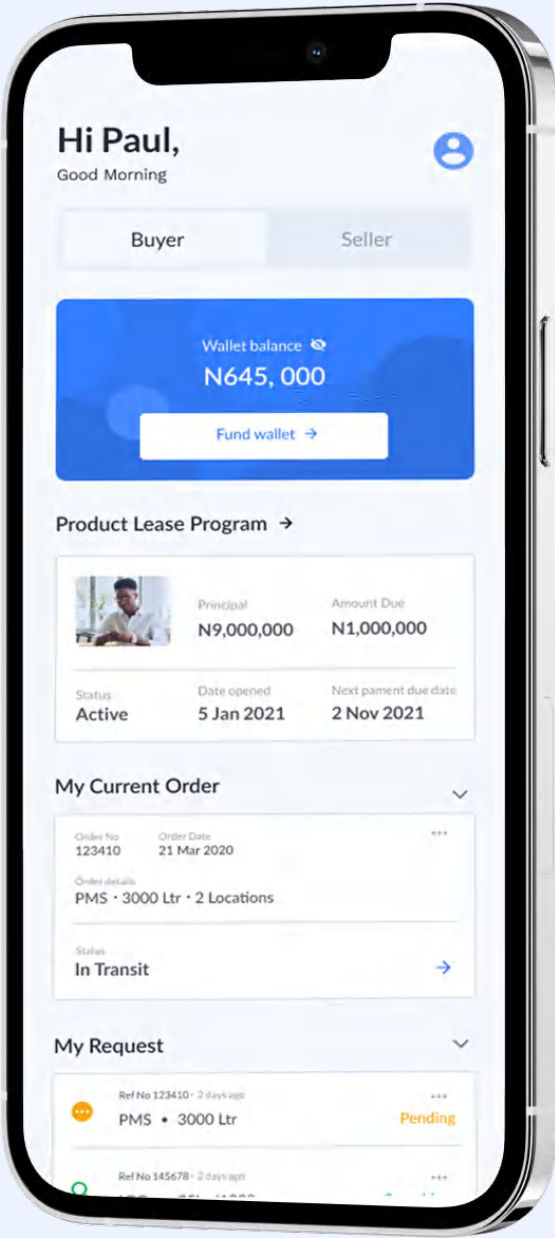 Hi Paul,
Good Morning
Buyer Seller
Wallet balance
N645, 000
Fund wallet →
Product Lease Program →
Principal Amount Due
N9,000,000 N1,000,000
Status Date opened Next pament due date
Active 5 Jan 2021 2 Nov 2021
My Current Order
Order No Order Date
123410 21 Mar 2020
Order details
PMS · 3000 Ltr · 2 Locations
Status
In Transit
My Request
Ref No 123410 · 2 days ago
PMS • 3000 Ltr Pending
Ref No 145678 · 2 days ago